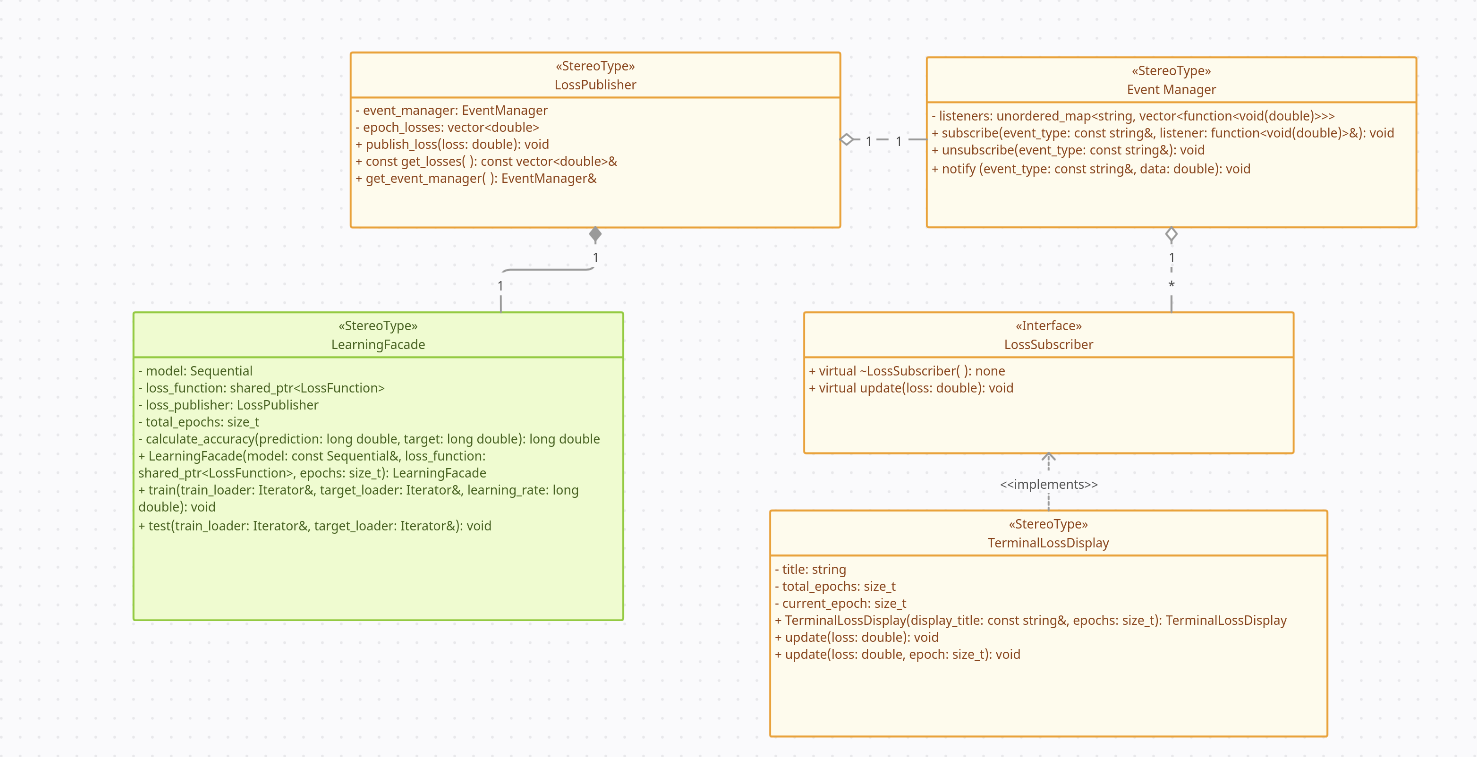 «StereoType»
LossPublisher
- event_manager: EventManager
- epoch_losses: vector<double>
+ publish_loss(loss: double): void
+ const get_losses( ): const vector<double>&
+ get_event_manager( ): EventManager&
«StereoType»
Event Manager
- listeners: unordered_map<string, vector<function<void(double)>>>
+ subscribe(event_type: const string&, listener: function<void(double)>&): void
+ unsubscribe(event_type: const string&): void
+ notify (event_type: const string&, data: double): void
1 1
1
1
1
*
«StereoType»
LearningFacade
- model: Sequential
- loss_function: shared_ptr<LossFunction>
- loss_publisher: LossPublisher
- total_epochs: size_t
- calculate_accuracy(prediction: long double, target: long double): long double
+ LearningFacade(model: const Sequential&, loss_function:
shared_ptr<LossFunction>, epochs: size_t): LearningFacade
+ train(train_loader: Iterator&, target_loader: Iterator&, learning_rate: long
double): void
+ test(train_loader: Iterator&, target_loader: Iterator&): void
«Interface»
LossSubscriber
+ virtual ~LossSubscriber( ): none
+ virtual update(loss: double): void
<<implements>>
«StereoType»
TerminalLossDisplay
- title: string
- total_epochs: size_t
- current_epoch: size_t
+ TerminalLossDisplay(display_title: const string&, epochs: size_t): TerminalLossDisplay
+ update(loss: double): void
+ update(loss: double, epoch: size_t): void